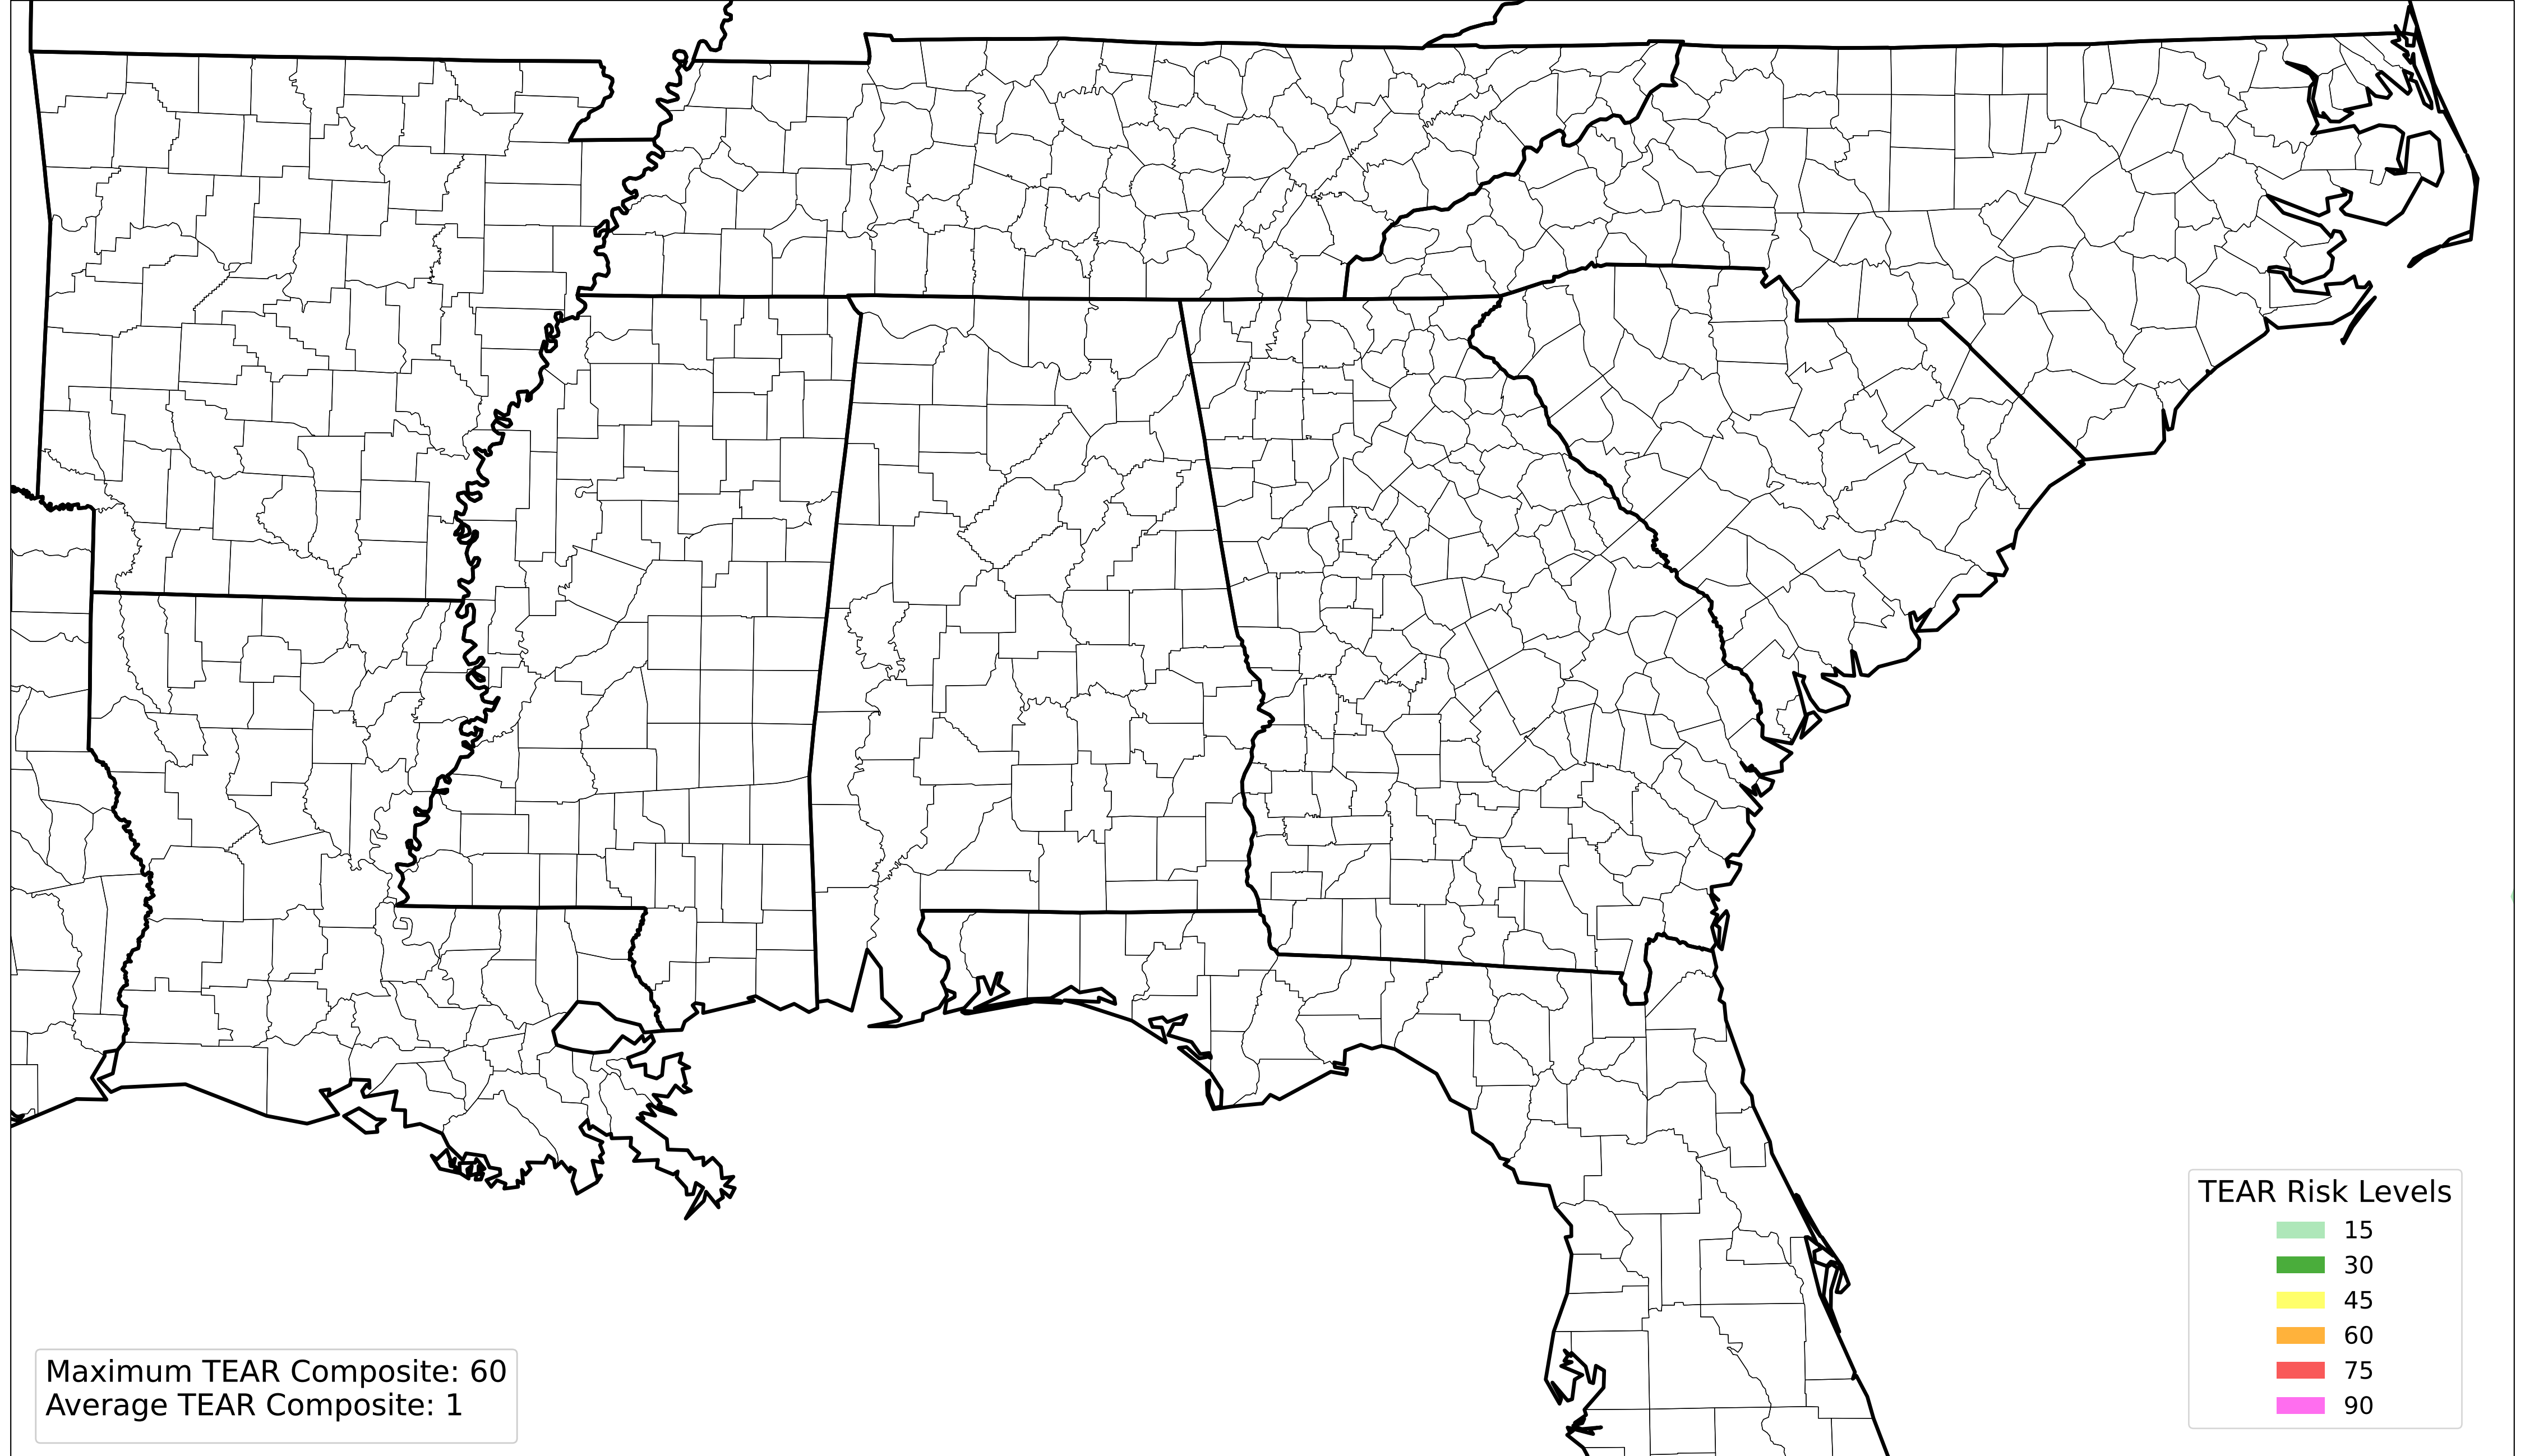 TEAR Risk Levels
15
30
45
60
75
90
Maximum TEAR Composite: 60
Average TEAR Composite: 1